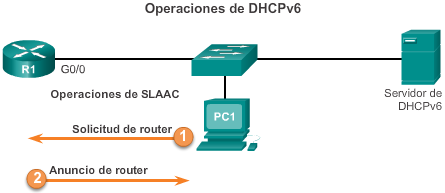 Operaciones de DHCPv6
R1
G0/0
Operaciones de SLAAC
PC1
Servidor de
DHCPv6
Solicitud de router
1
2
Anuncio de router